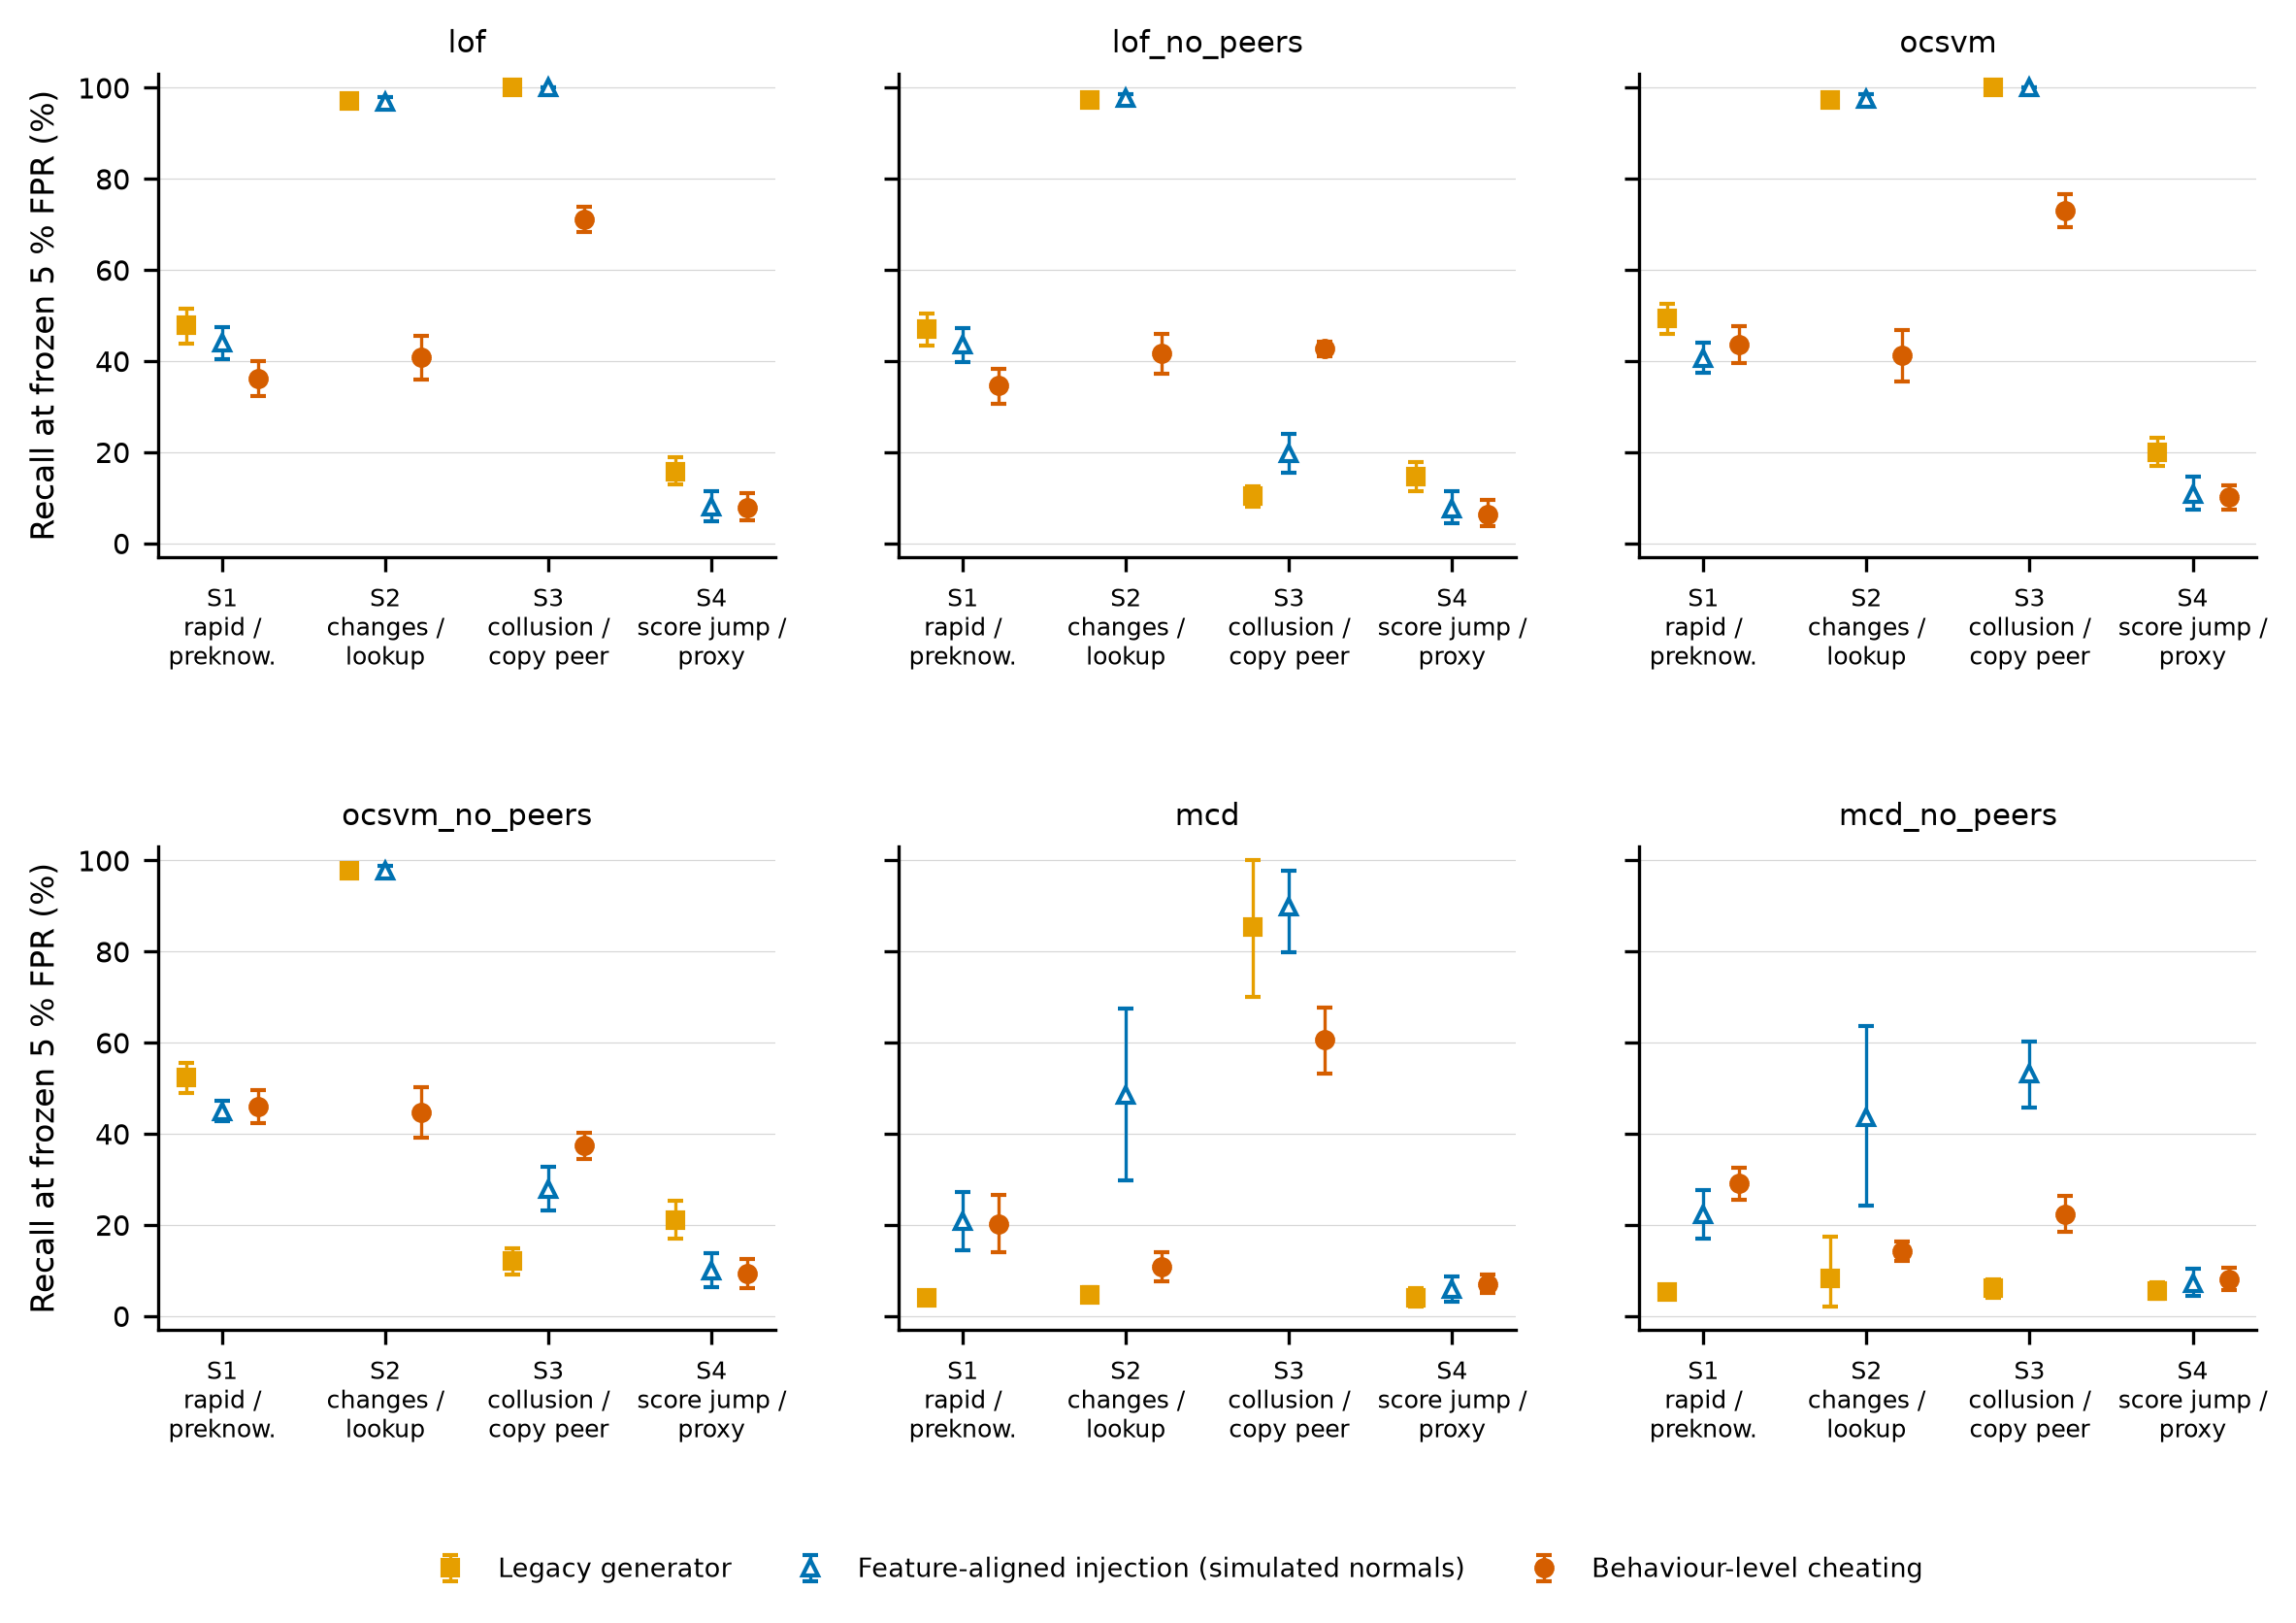 lof
lof_no_peers
ocsvm
Recall at frozen 5 % FPR (%)
100
80
60
40
20
0
S1
rapid /
preknow.
S2
changes /
lookup
S3
collusion /
copy peer
S4
score jump /
proxy
S1
rapid /
preknow.
S2
changes /
lookup
S3
collusion /
copy peer
S4
score jump /
proxy
S1
rapid /
preknow.
S2
changes /
lookup
S3
collusion /
copy peer
S4
score jump /
proxy
ocsvm_no_peers
mcd
mcd_no_peers
Recall at frozen 5 % FPR (%)
100
80
60
40
20
0
S1
rapid /
preknow.
S2
changes /
lookup
S3
collusion /
copy peer
S4
score jump /
proxy
S1
rapid /
preknow.
S2
changes /
lookup
S3
collusion /
copy peer
S4
score jump /
proxy
S1
rapid /
preknow.
S2
changes /
lookup
S3
collusion /
copy peer
S4
score jump /
proxy
Legacy generator
Feature-aligned injection (simulated normals)
Behaviour-level cheating